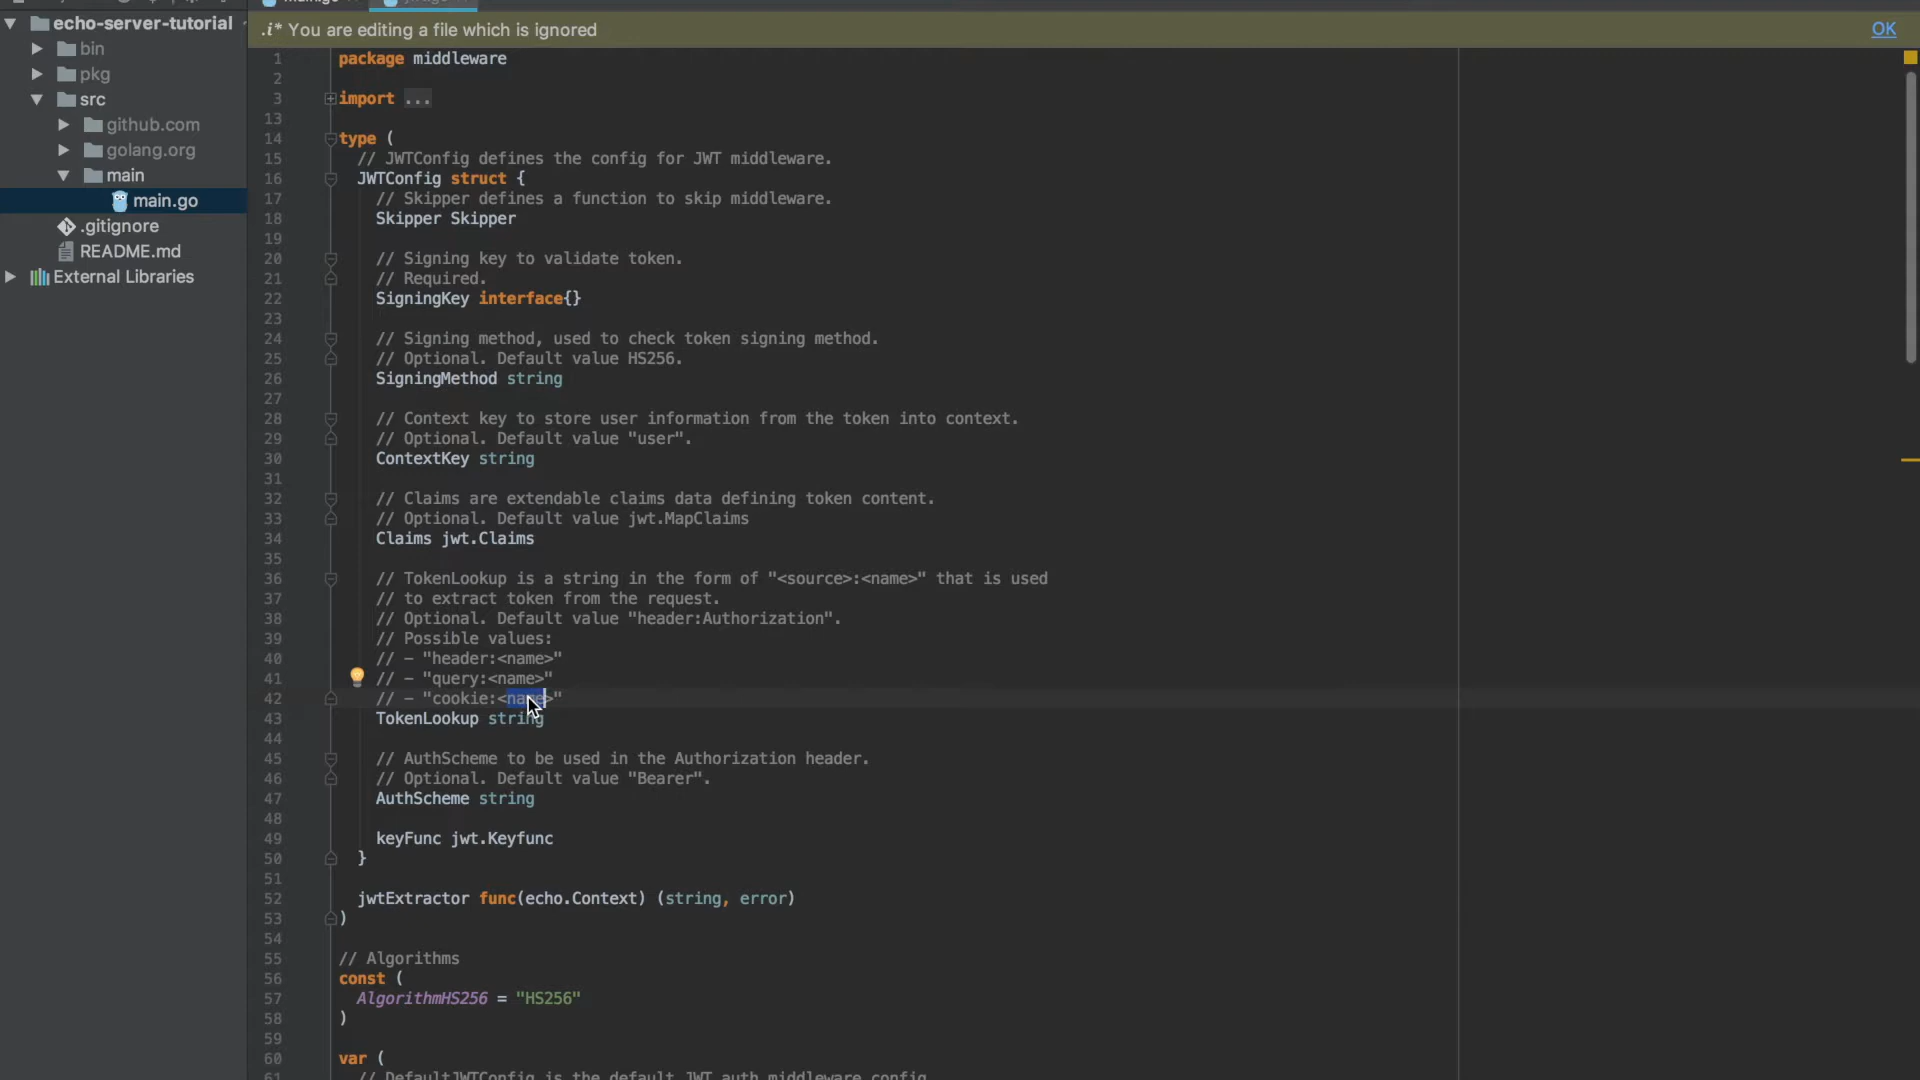 echo-server-tutorial
bin
pkg
src
github.com
golang.org
main
main.go
.gitignore
README.md
External Libraries
.i* You are editing a file which is ignored
OK
1 package middleware
2
3 import ...
13
14 type (
15 // JWTConfig defines the config for JWT middleware.
16 JWTConfig struct {
17 // Skipper defines a function to skip middleware.
18 Skipper Skipper
19
20 // Signing key to validate token.
21 // Required.
22 SigningKey interface{}
23
24 // Signing method, used to check token signing method.
25 // Optional. Default value HS256.
26 SigningMethod string
27
28 // Context key to store user information from the token into context.
29 // Optional. Default value "user".
30 ContextKey string
31
32 // Claims are extendable claims data defining token content.
33 // Optional. Default value jwt.MapClaims
34 Claims jwt.Claims
35
36 // TokenLookup is a string in the form of "<source>:<name>" that is used
37 // to extract token from the request.
38 // Optional. Default value "header:Authorization".
39 // Possible values:
40 // - "header:<name>"
41 // - "query:<name>"
42 // - "cookie:<name>"
43 TokenLookup string
44
45 // AuthScheme to be used in the Authorization header.
46 // Optional. Default value "Bearer".
47 AuthScheme string
48
49 keyFunc jwt.Keyfunc
50 }
51
52 jwtExtractor func(echo.Context) (string, error)
53 )
54
55 // Algorithms
56 const (
57 AlgorithmHS256 = "HS256"
58 )
59
60 var (
61 // DefaultJWTConfig is the default JWT auth middleware config